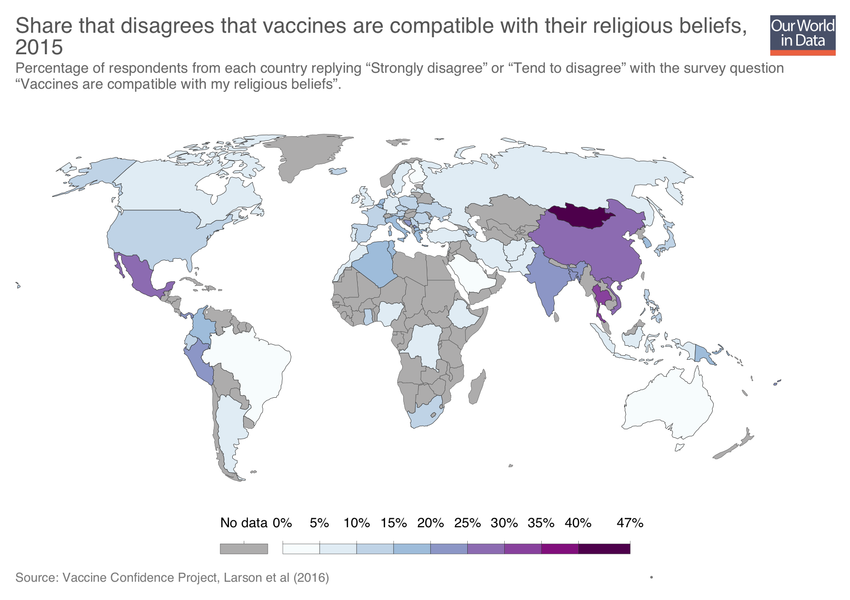 Share that disagrees that vaccines are compatible with their religious beliefs,
2015
Our World
in Data
Percentage of respondents from each country replying “Strongly disagree” or “Tend to disagree” with the survey question
“Vaccines are compatible with my religious beliefs”.
No data 0% 5% 10% 15% 20% 25% 30% 35% 40% 47%
Source: Vaccine Confidence Project, Larson et al (2016)